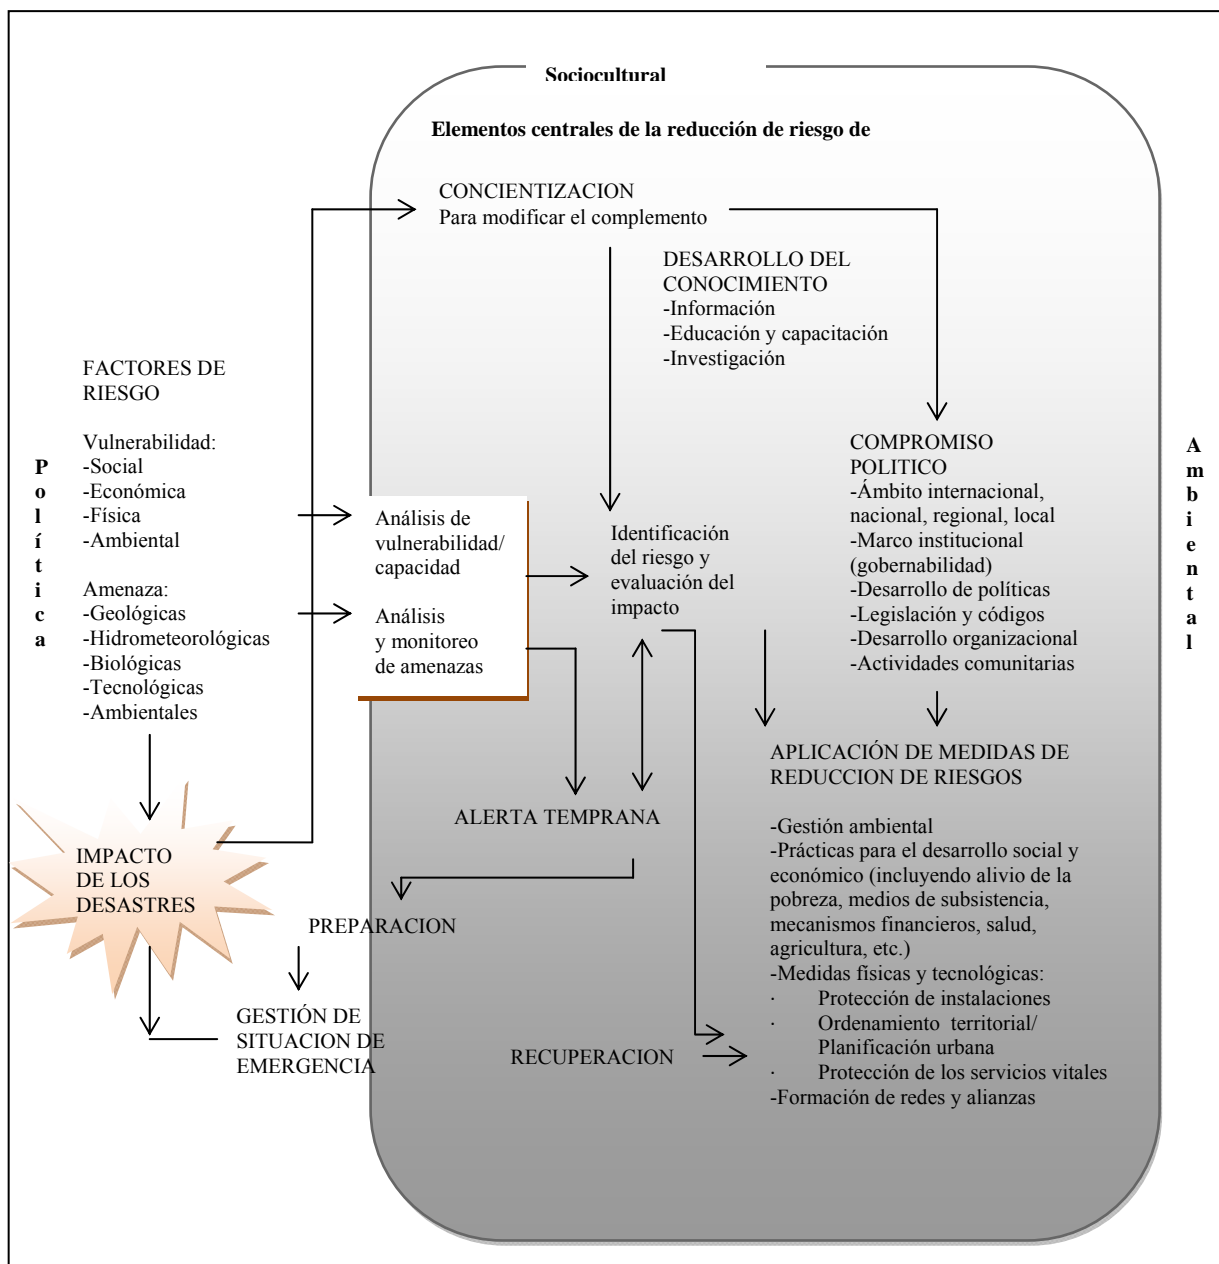 Sociocultural
Elementos centrales de la reducción de riesgo de
CONCIENTIZACION
Para modificar el complemento
DESARROLLO DEL
CONOCIMIENTO
-Información
-Educación y capacitación
-Investigación
FACTORES DE
RIESGO
Vulnerabilidad:
-Social
-Económica
-Física
-Ambiental
Amenaza:
-Geológicas
-Hidrometeorológicas
-Biológicas
-Tecnológicas
-Ambientales
Política
Análisis de
vulnerabilidad/
capacidad
Análisis
y monitoreo
de amenazas
Identificación
del riesgo y
evaluación del
impacto
COMPROMISO
POLITICO
-Ámbito internacional,
nacional, regional, local
-Marco institucional
(gobernabilidad)
-Desarrollo de políticas
-Legislación y códigos
-Desarrollo organizacional
-Actividades comunitarias
Ambiental
IMPACTO
DE LOS
DESASTRES
ALERTA TEMPRANA
PREPARACION
GESTIÓN DE
SITUACION DE
EMERGENCIA
RECUPERACION
APLICACIÓN DE MEDIDAS DE
REDUCCION DE RIESGOS
-Gestión ambiental
-Prácticas para el desarrollo social y
económico (incluyendo alivio de la
pobreza, medios de subsistencia,
mecanismos financieros, salud,
agricultura, etc.)
-Medidas físicas y tecnológicas:
· Protección de instalaciones
· Ordenamiento territorial/
Planificación urbana
· Protección de los servicios vitales
-Formación de redes y alianzas